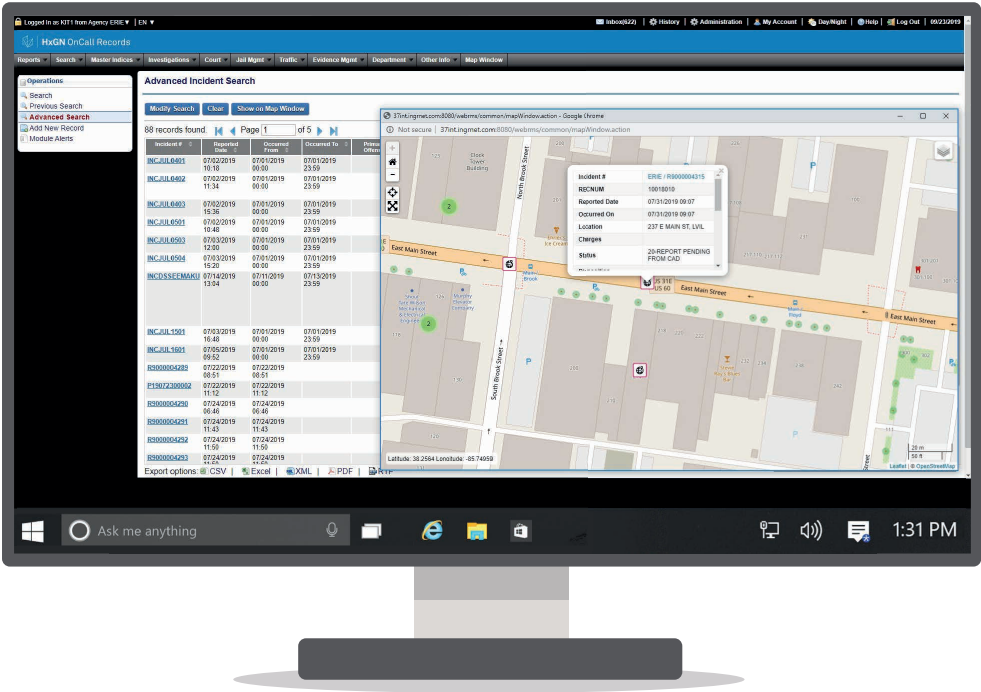 Logged In as KIT1 from Agency ERIE ▼ | EN ▼
Inbox(622) | History | Administration | My Account | Day/Night | Help | Log Out | 09/23/2019
HxGN OnCall Records
Reports Search Master Indices Investigations Court Jail Mgmt Traffic Evidence Mgmt Department Other Info Map Window
Operations
Search
Previous Search
Advanced Search
Add New Record
Module Alerts
Advanced Incident Search
Modify Search Clear Show on Map Window
88 records found. Page 1 of 5
Incident # Reported Date Occurred From Occurred To
INCJUL0401 07/02/2019 07/01/2019 07/01/2019
10:18 00:00 23:59
INCJUL0402 07/02/2019 07/01/2019 07/01/2019
11:34 00:00 23:59
INCJUL0403 07/02/2019 07/01/2019 07/01/2019
15:36 00:00 23:59
INCJUL0501 07/02/2019 07/01/2019 07/01/2019
10:48 00:00 23:59
INCJUL0503 07/03/2019 07/01/2019 07/01/2019
12:00 00:00 23:59
INCJUL0504 07/03/2019 07/01/2019 07/01/2019
15:20 00:00 23:59
INCDSSEEMAKU 07/14/2019 07/11/2019 07/13/2019
13:04 00:00 23:59
INCJUL1501 07/03/2019 07/01/2019 07/01/2019
16:48 00:00 23:59
INCJUL1601 07/05/2019 07/01/2019 07/01/2019
09:52 00:00 23:59
R9000004289 07/22/2019 07/22/2019
08:51 08:51
P19072300002 07/22/2019 07/22/2019
11:12 11:12
R9000004290 07/24/2019 07/24/2019
06:46 06:46
R9000004291 07/24/2019 07/24/2019
11:43 11:43
R9000004292 07/24/2019 07/24/2019
11:50 11:50
R9000004293 07/24/2019 07/24/2019
Export options: CSV | Excel | XML | PDF | RTF
37int.ingrnet.com:8080/webrms/common/mapWindow.action - Google Chrome
Not secure | 37int.ingrnet.com:8080/webrms/common/mapWindow.action
Incident # ERIE / R9000004315
RECNUM 10018010
Reported Date 07/31/2019 09:07
Occurred On 07/31/2019 09:07
Location 237 E MAIN ST, LVIL
Charges
Status 20-REPORT PENDING
FROM CAD
Clock
Tower
Building
North Brook Street
2
East Main Street
Main
Brook
US 60
East Main Street
Main
Floyd
East Main Street
Murphy
Elevator
Company
2
South Brook Street
P
Latitude: 38.2564 Longitude: -85.74959
20 m
50 ft
Leaflet | © OpenStreetMap
Ask me anything
1:31 PM